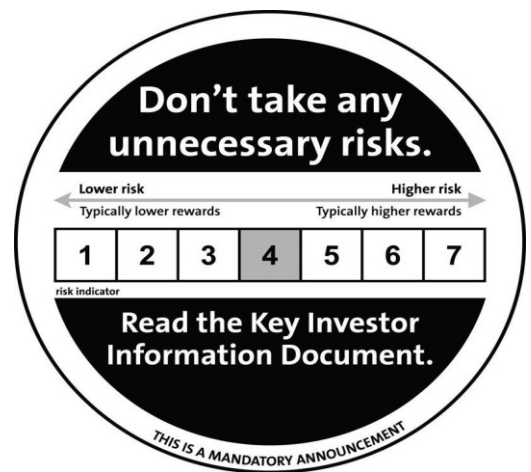 Don't take any
unnecessary risks.
Lower risk Higher risk
Typically lower rewards Typically higher rewards
1 2 3 4 5 6 7
risk indicator
Read the Key Investor
Information Document.
THIS IS A MANDATORY ANNOUNCEMENT